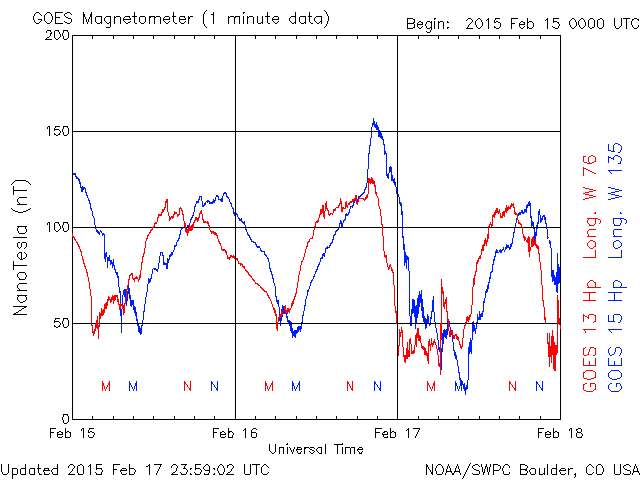 GOES Magnetometer (1 minute data)
Begin: 2015 Feb 15 0000 UTC
200
150
100
50
0
NanoTesla (nT)
M M N N M M N N M M N N
Feb 15 Feb 16 Feb 17 Feb 18
Universal Time
GOES 13 Hp Long. W 76
GOES 15 Hp Long. W 135
Updated 2015 Feb 17 23:59:02 UTC
NOAA/SWPC Boulder, CO USA